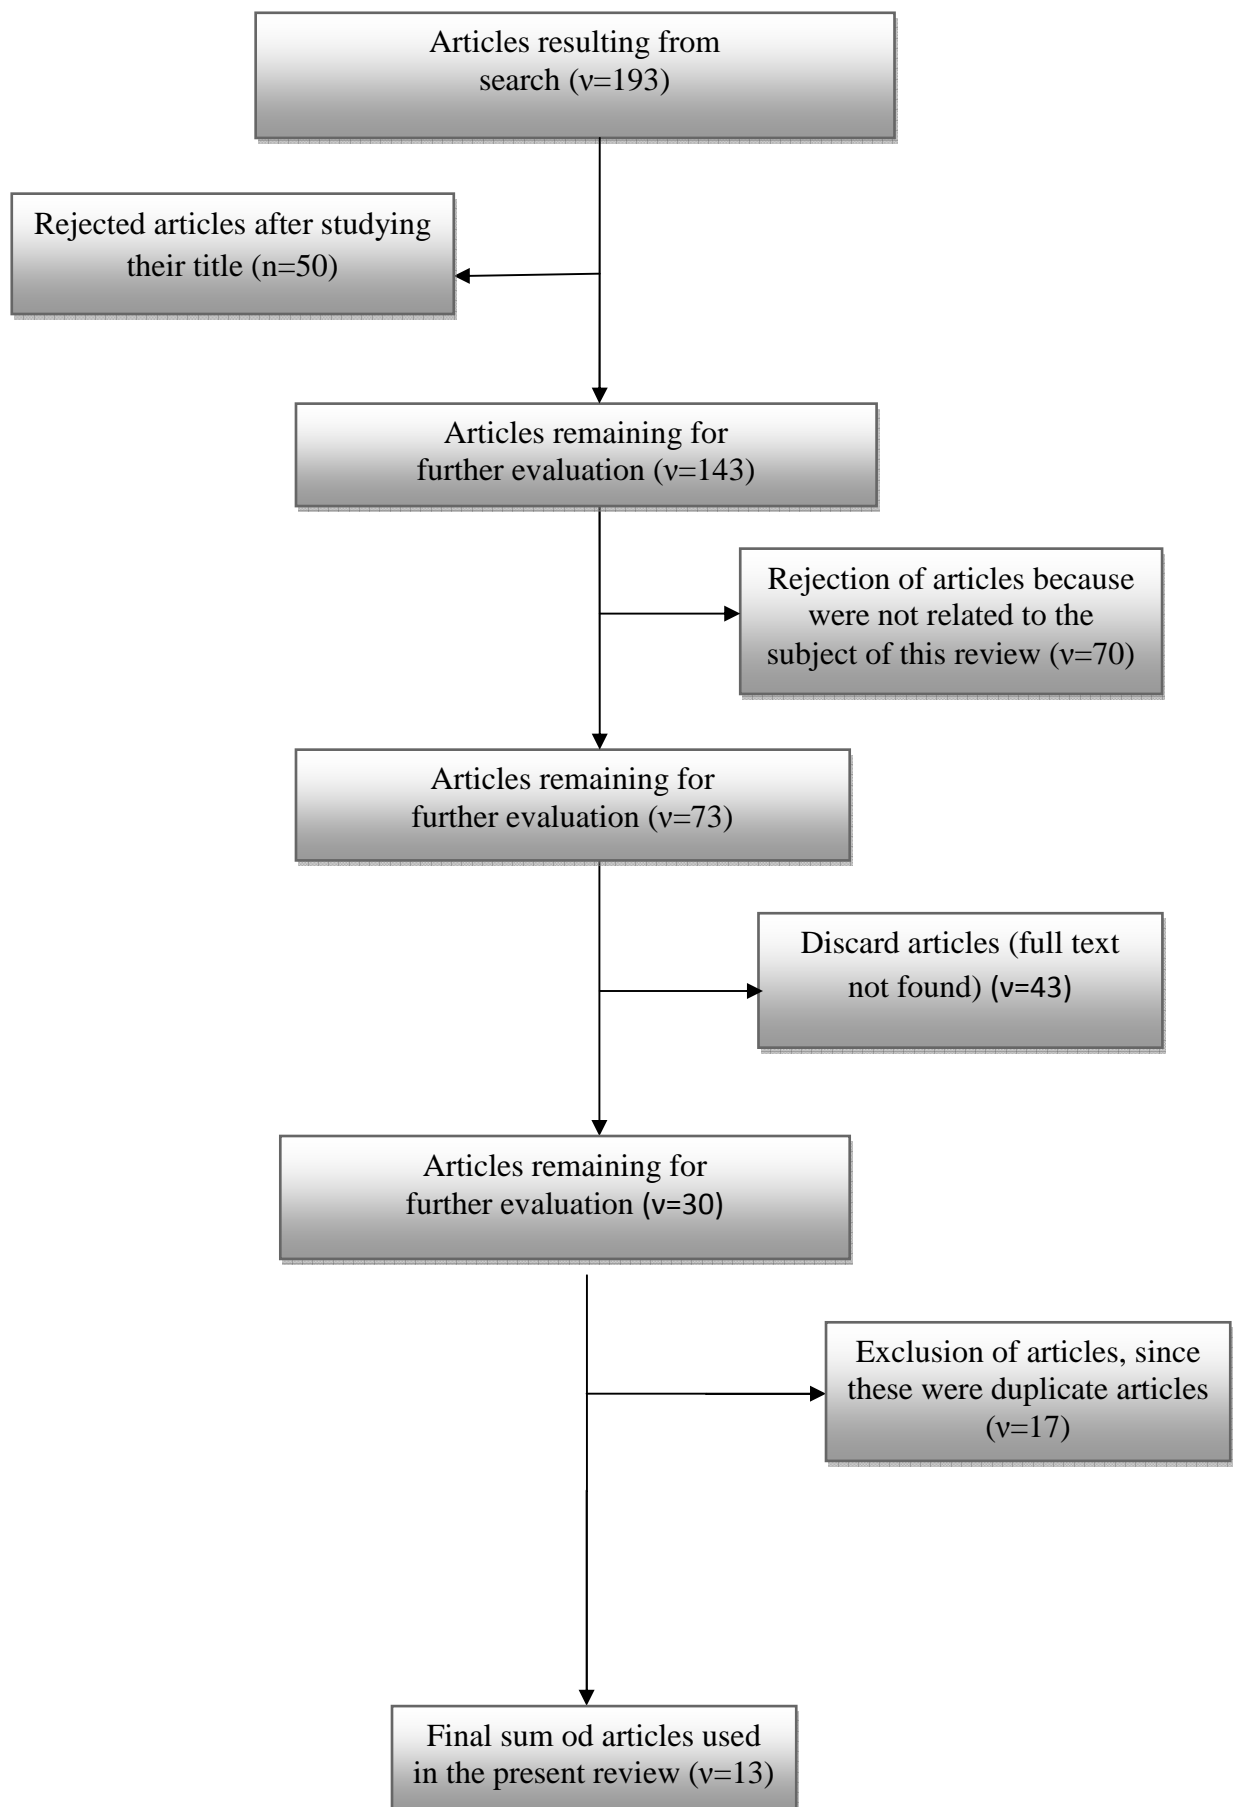 Articles resulting from
search (ν=193)
Rejected articles after studying
their title (n=50)
Articles remaining for
further evaluation (ν=143)
Rejection of articles because
were not related to the
subject of this review (ν=70)
Articles remaining for
further evaluation (ν=73)
Discard articles (full text
not found) (ν=43)
Articles remaining for
further evaluation (ν=30)
Exclusion of articles, since
these were duplicate articles
(ν=17)
Final sum od articles used
in the present review (ν=13)